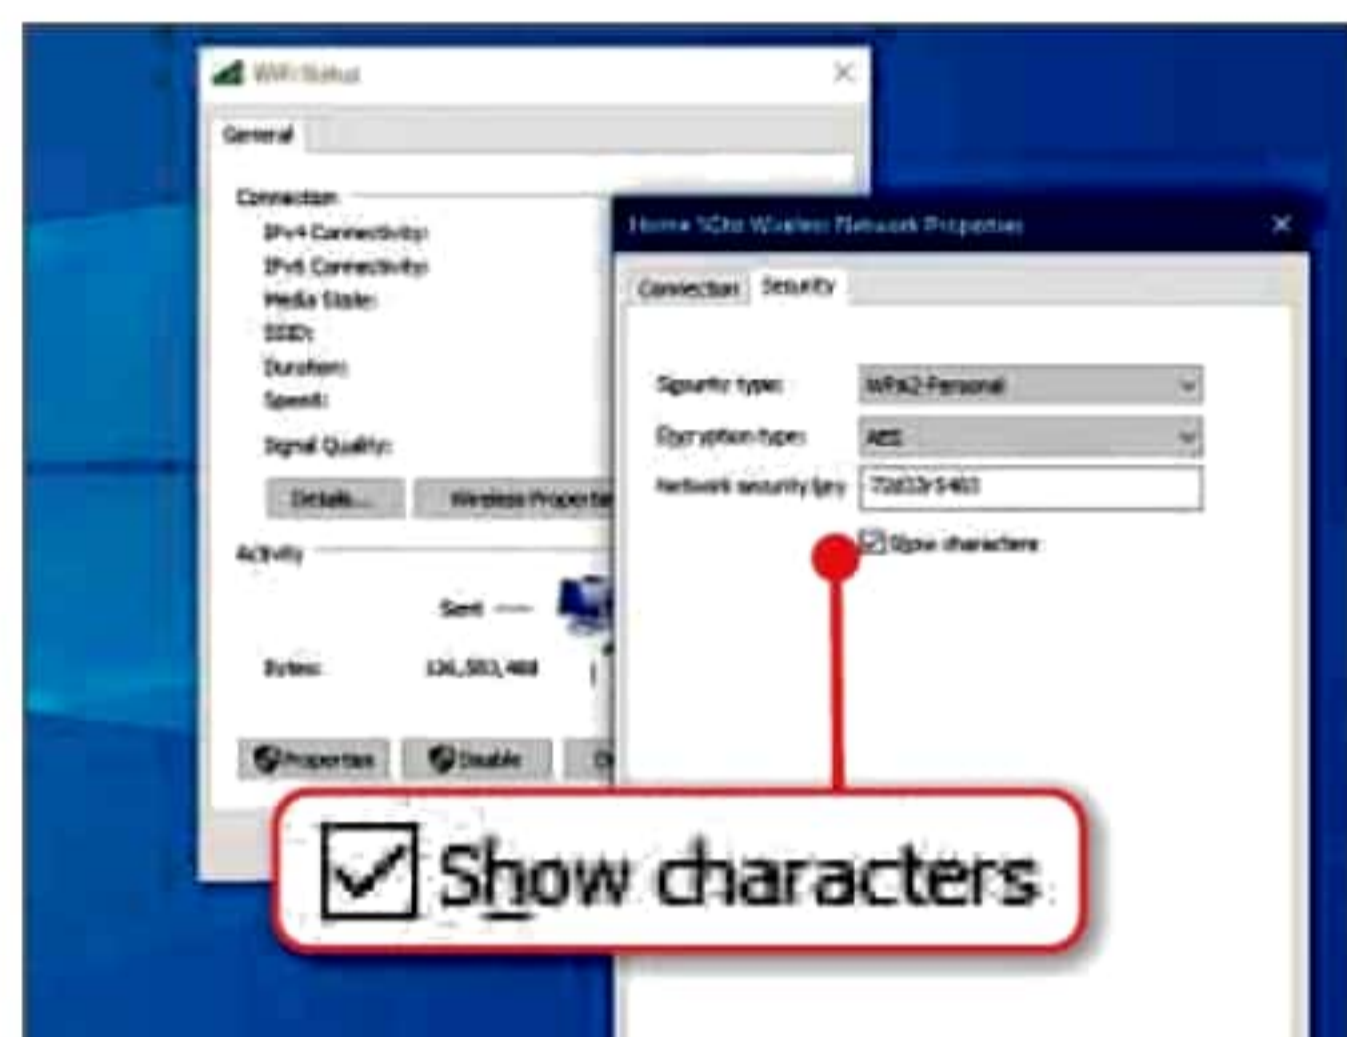 WiFi Status
General
Connection
IPv4 Connectivity:
IPv6 Connectivity:
Media State:
SSID:
Duration:
Speed:
Signal Quality:
Details...
Wireless Properties
Activity
Sent
Bytes:
Properties
Disable
Wireless Network Properties
Connection
Security
Security type:
WPA2-Personal
Encryption type:
AES
Network security key
Show characters
Show characters